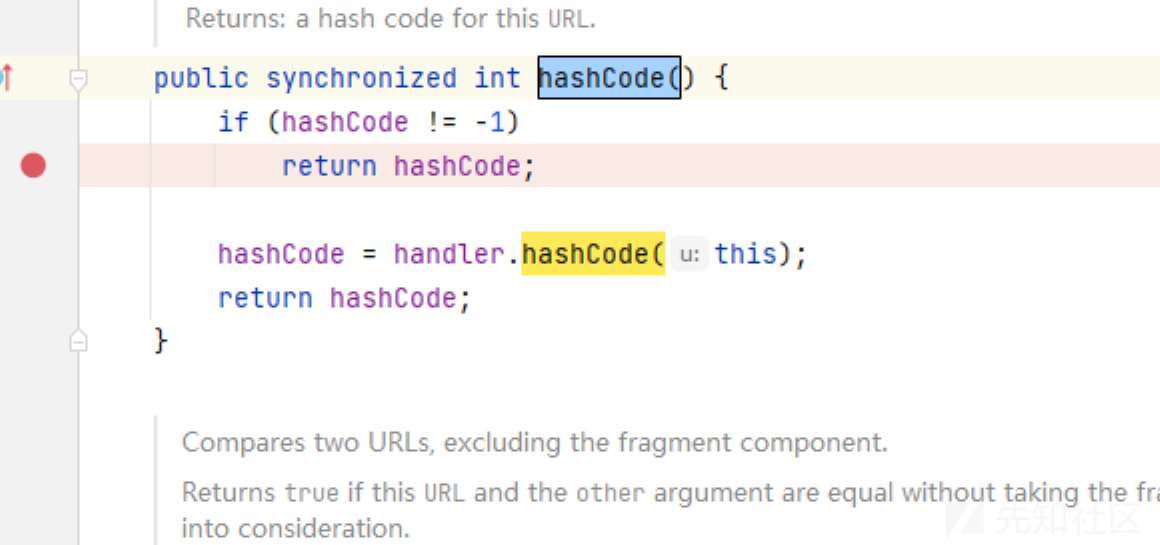 Returns: a hash code for this URL.
public synchronized int hashCode() {
if (hashCode != -1)
return hashCode;
hashCode = handler.hashCode( u: this);
return hashCode;
}
Compares two URLs, excluding the fragment component.
Returns true if this URL and the other argument are equal without taking the fra
into consideration.
先知社区